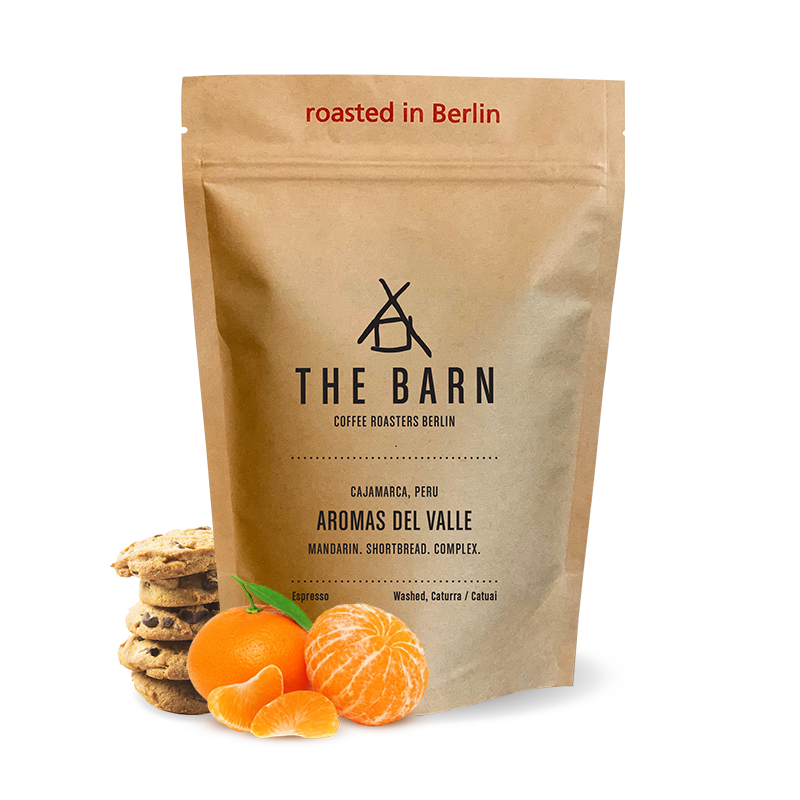 roasted in Berlin
THE BARN
COFFEE ROASTERS BERLIN
CAJAMARCA, PERU
AROMAS DEL VALLE
MANDARIN. SHORTBREAD. COMPLEX.
Espresso Washed, Caturra / Catuai